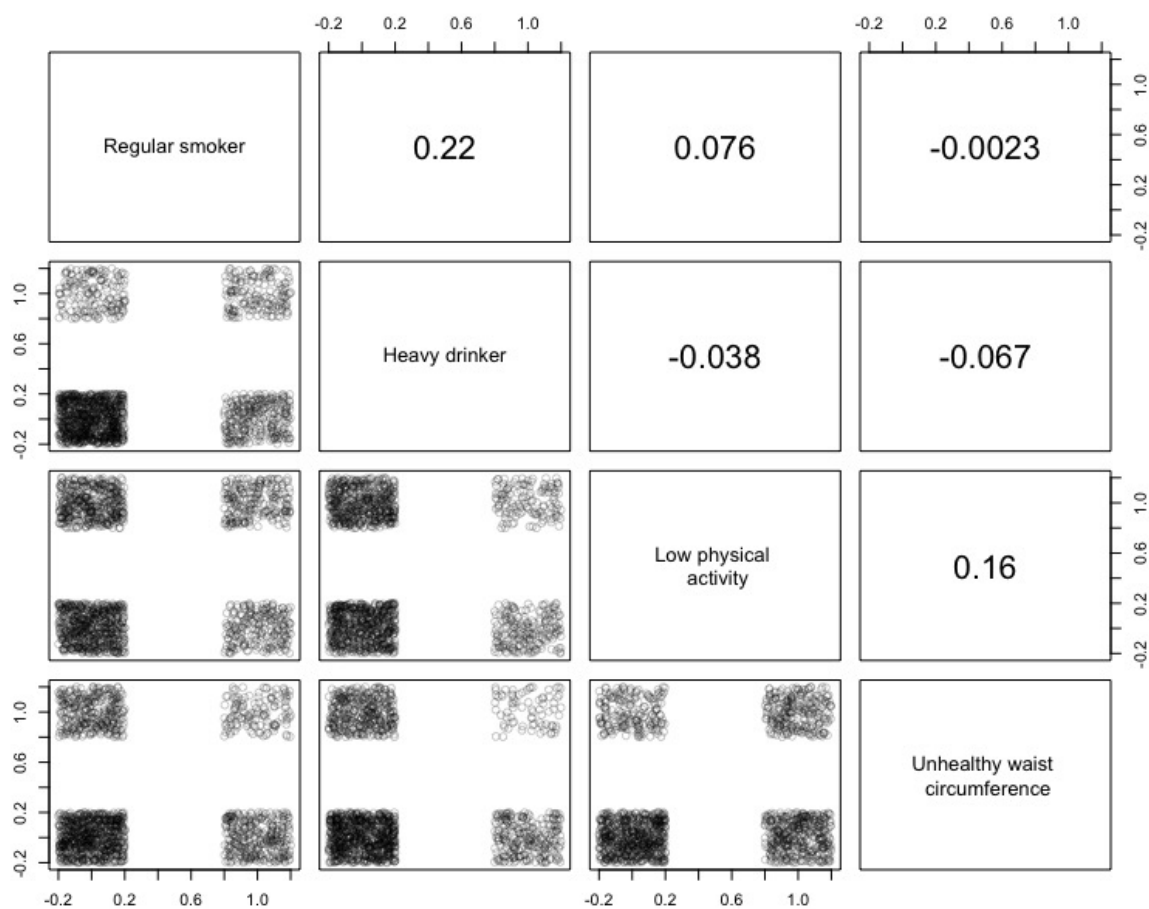 -0.2 0.2 0.6 1.0 -0.2 0.2 0.6 1.0
Regular smoker 0.22 0.076 -0.0023
-0.2 0.2 0.6 1.0
-0.2 0.2 0.6 1.0
Heavy drinker -0.038 -0.067
Low physical
activity
0.16
-0.2 0.2 0.6 1.0
-0.2 0.2 0.6 1.0
Unhealthy waist
circumference
-0.2 0.2 0.6 1.0 -0.2 0.2 0.6 1.0